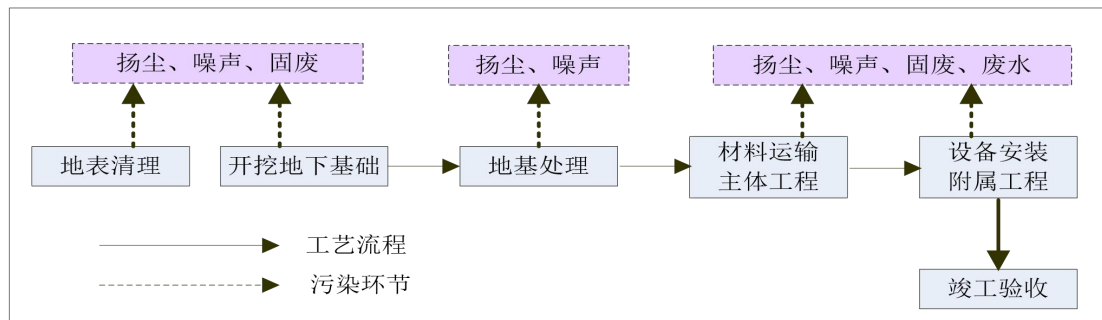 扬尘、噪声、固废
扬尘、噪声
扬尘、噪声、固废、废水
地表清理
开挖地下基础
地基处理
材料运输
主体工程
设备安装
附属工程
工艺流程
污染环节
竣工验收